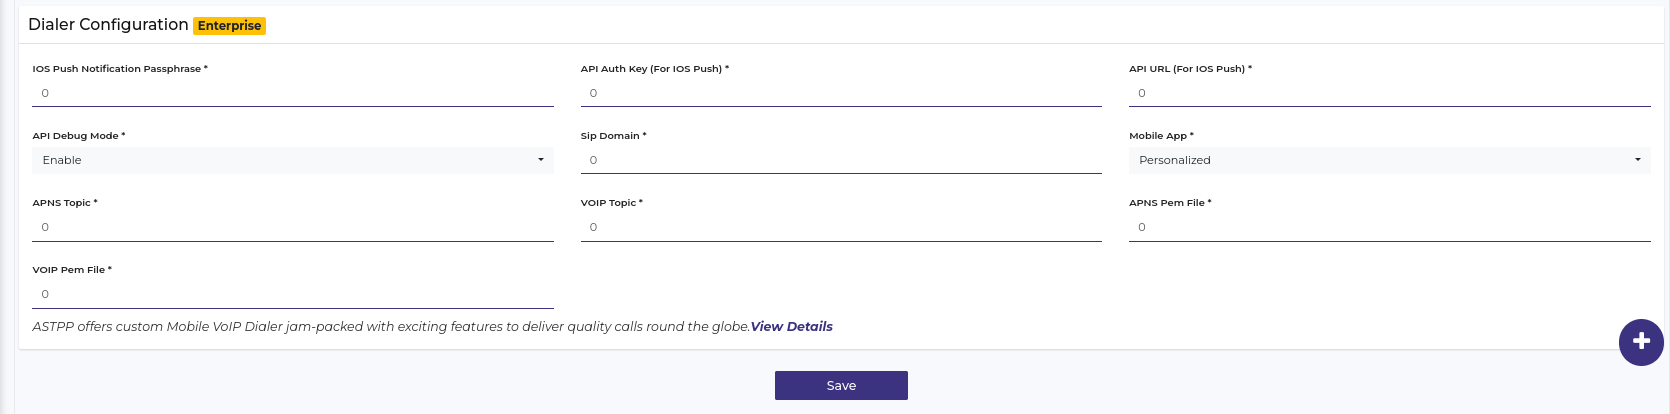 Dialer Configuration Enterprise
IOS Push Notification Passphrase * API Auth Key (For IOS Push) * API URL (For IOS Push) *
0 0 0
API Debug Mode * Sip Domain * Mobile App *
Enable 0 Personalized
APNS Topic * VOIP Topic * APNS Pem File *
0 0 0
VOIP Pem File *
0
ASTPP offers custom Mobile VoIP Dialer jam-packed with exciting features to deliver quality calls round the globe.View Details
Save